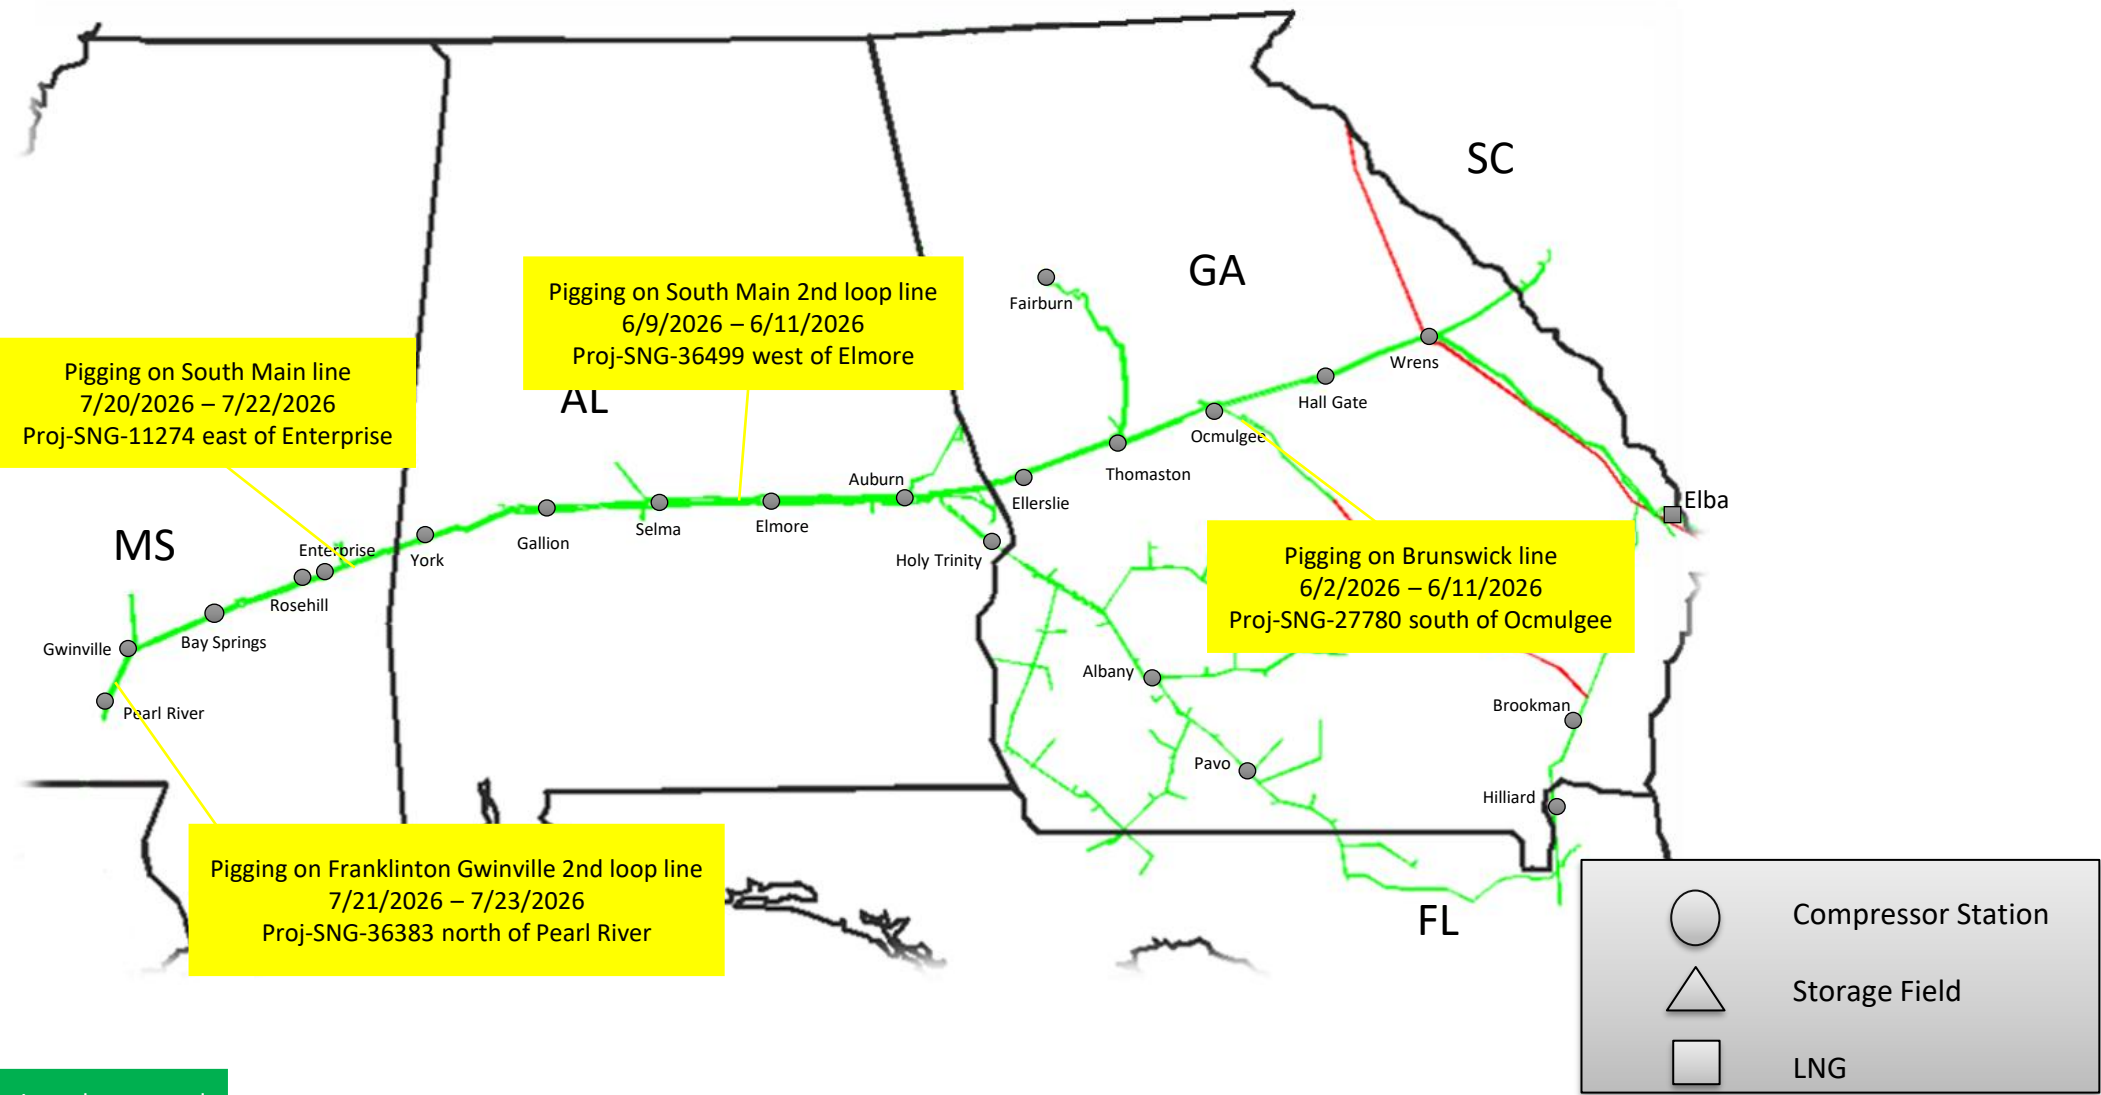 SC
GA
Pigging on South Main 2nd loop line
6/9/2026 – 6/11/2026
Proj-SNG-36499 west of Elmore
Fairburn
Pigging on South Main line
7/20/2026 – 7/22/2026
Proj-SNG-11274 east of Enterprise
AL
Wrens
Hall Gate
Ocmulgee
Thomaston
Auburn
Ellerslie
Elba
Selma
Elmore
Gallion
MS
Enterprise
York
Holy Trinity
Pigging on Brunswick line
6/2/2026 – 6/11/2026
Proj-SNG-27780 south of Ocmulgee
Rosehill
Bay Springs
Gwinville
Albany
Pearl River
Brookman
Pavo
Hilliard
Pigging on Franklinton Gwinville 2nd loop line
7/21/2026 – 7/23/2026
Proj-SNG-36383 north of Pearl River
FL
Compressor Station
Storage Field
LNG